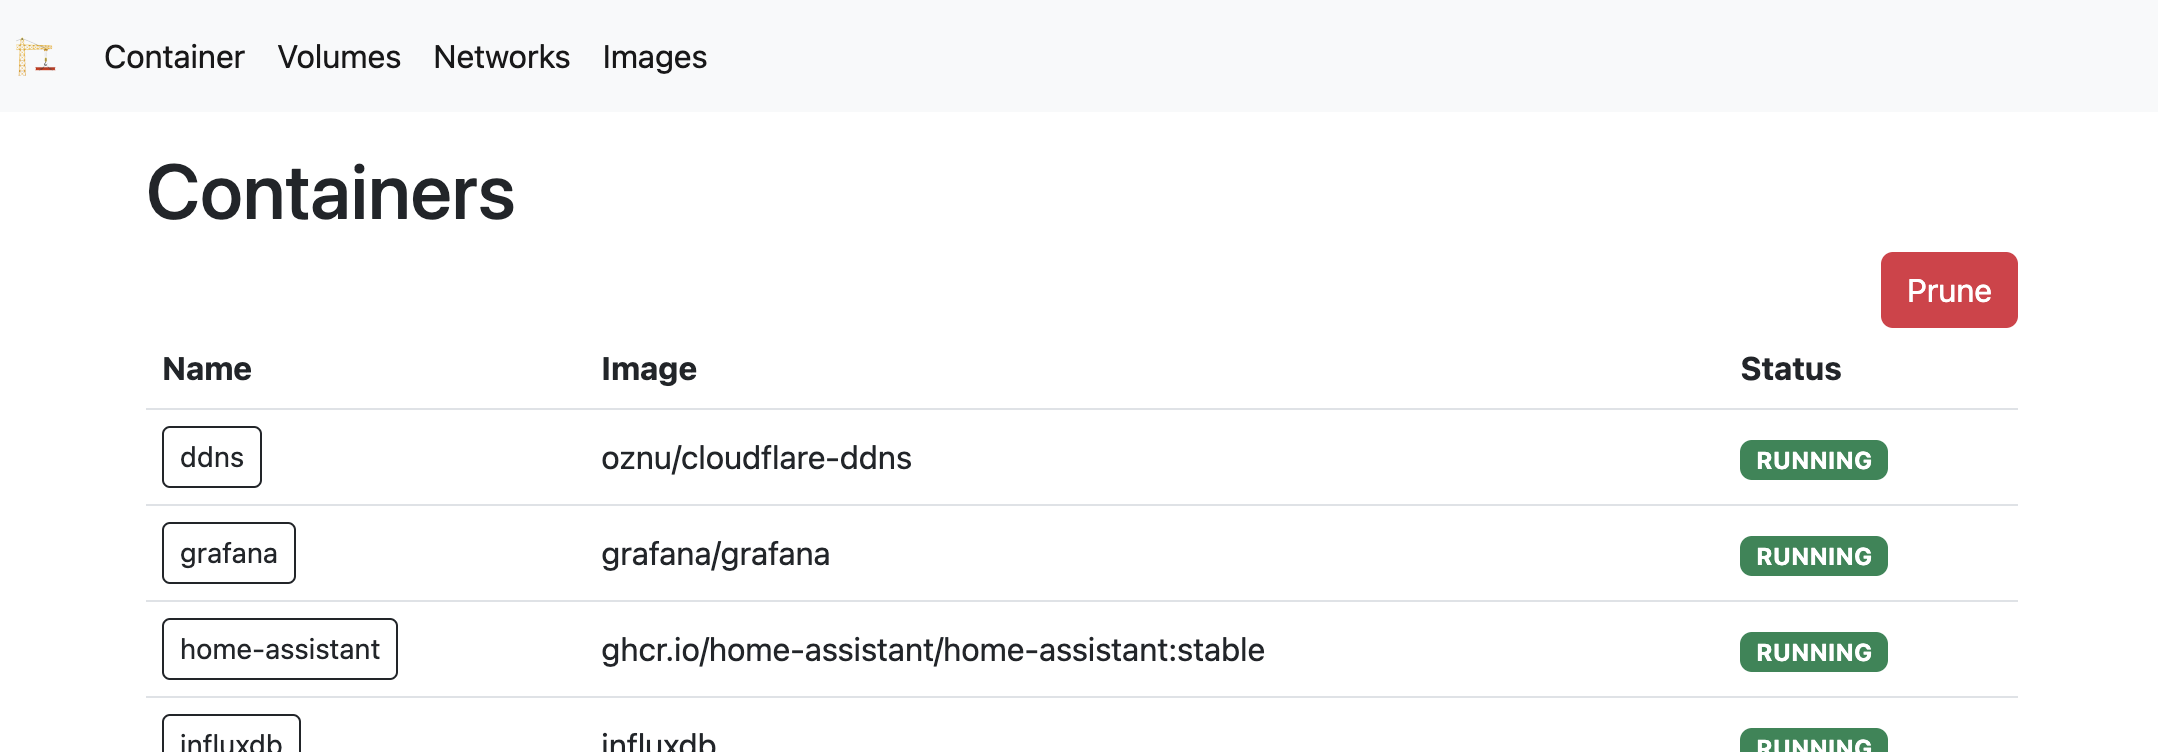 Container Volumes Networks Images
Containers
Prune
Name Image Status
ddns oznu/cloudflare-ddns RUNNING
grafana grafana/grafana RUNNING
home-assistant ghcr.io/home-assistant/home-assistant:stable RUNNING
influxdb influxdb RUNNING